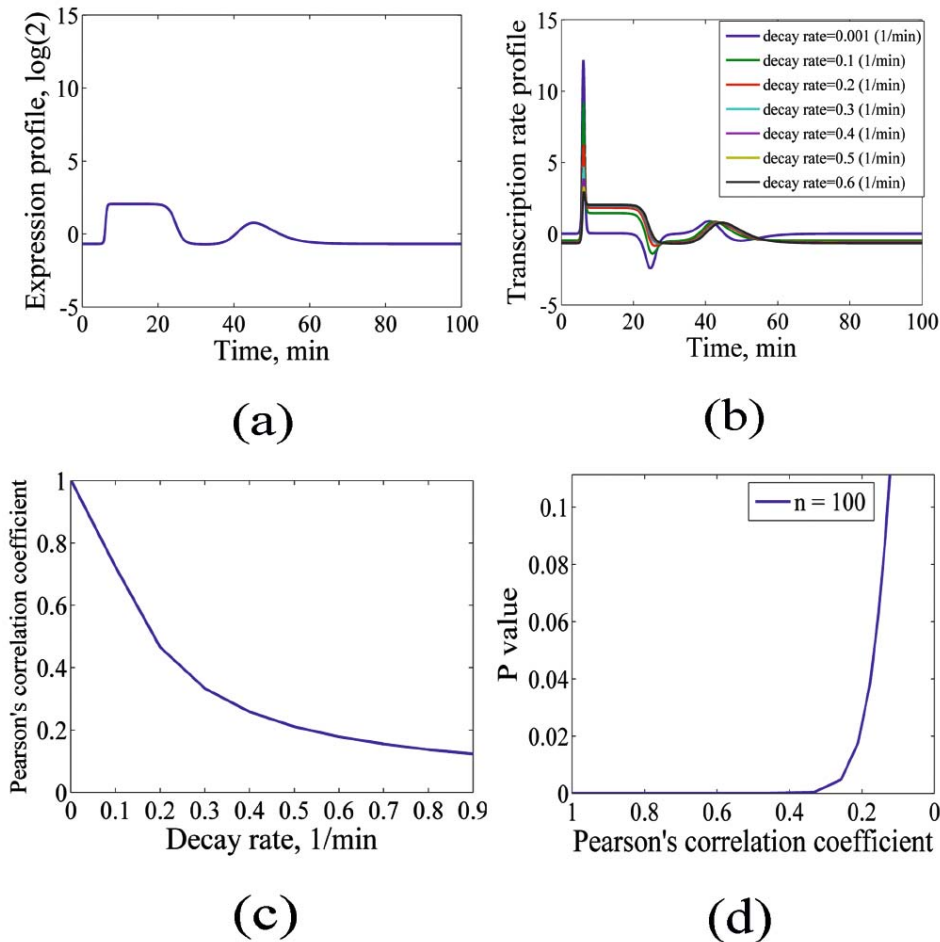 15
10
5
0
-5
Expression profile, log(2)
0 20 40 60 80 100
Time, min
(a)
15
10
5
0
-5
Transcription rate profile
decay rate=0.001 (1/min)
decay rate=0.1 (1/min)
decay rate=0.2 (1/min)
decay rate=0.3 (1/min)
decay rate=0.4 (1/min)
decay rate=0.5 (1/min)
decay rate=0.6 (1/min)
0 20 40 60 80 100
Time, min
(b)
1
0.8
0.6
0.4
0.2
0
Pearson's correlation coefficient
0 0.1 0.2 0.3 0.4 0.5 0.6 0.7 0.8 0.9
Decay rate, 1/min
(c)
0.1
0.08
0.06
0.04
0.02
0
P value
n = 100
1 0.8 0.6 0.4 0.2 0
Pearson's correlation coefficient
(d)